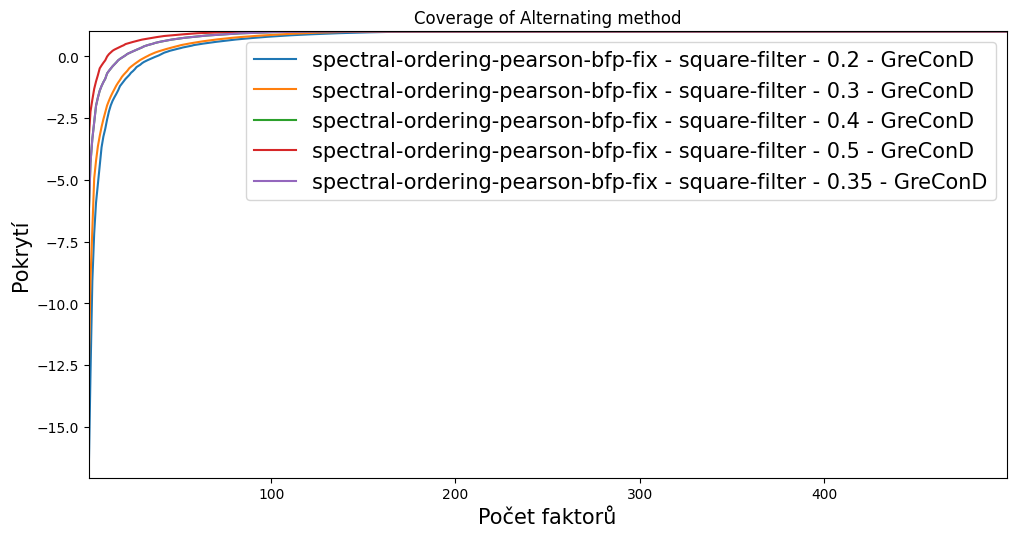 Coverage of Alternating method
0.0
−2.5
−5.0
−7.5
−10.0
−12.5
−15.0
Pokrytí
spectral-ordering-pearson-bfp-fix - square-filter - 0.2 - GreConD
spectral-ordering-pearson-bfp-fix - square-filter - 0.3 - GreConD
spectral-ordering-pearson-bfp-fix - square-filter - 0.4 - GreConD
spectral-ordering-pearson-bfp-fix - square-filter - 0.5 - GreConD
spectral-ordering-pearson-bfp-fix - square-filter - 0.35 - GreConD
100 200 300 400
Počet faktorů